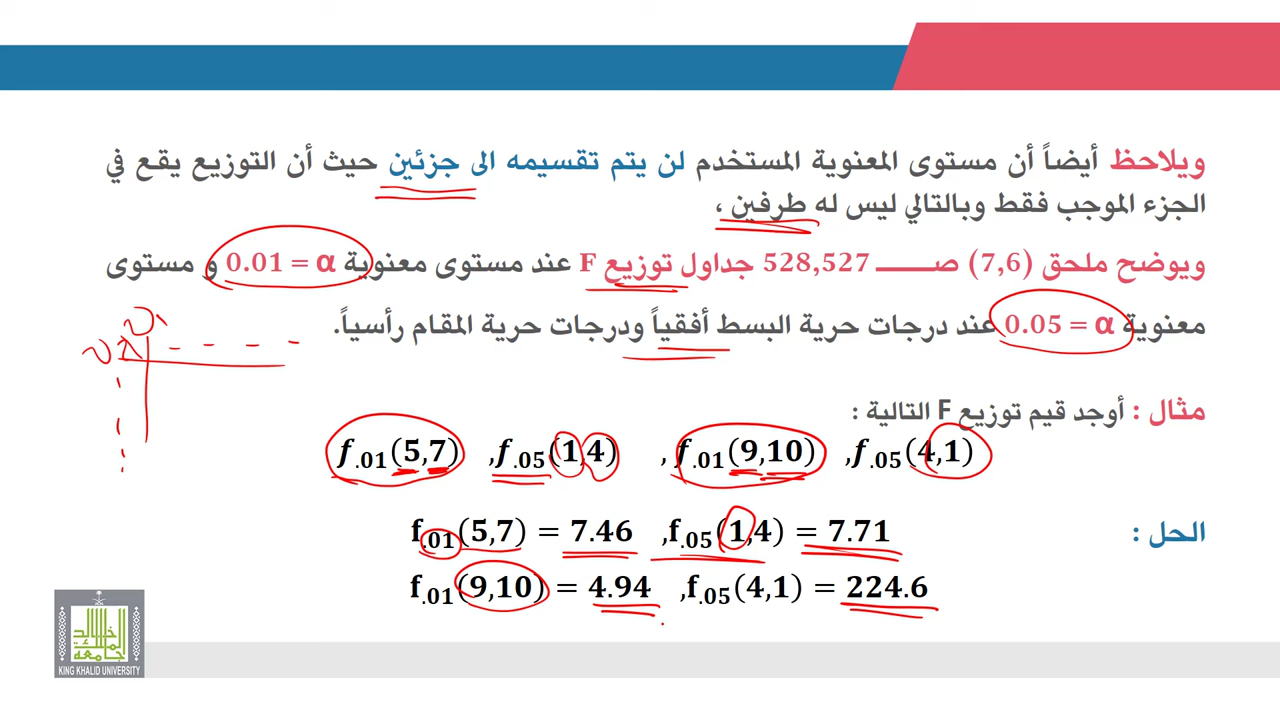 ويلاحظ أيضاً أن مستوى المعنوية المستخدم لن يتم تقسيمه الى جزئين حيث أن التوزيع يقع في
الجزء الموجب فقط وبالتالي ليس له طرفين ،
ويوضح ملحق (7,6) صـــــ 528,527 جداول توزيع F عند مستوى معنوية α = 0.01 و مستوى
معنوية α = 0.05 عند درجات حرية البسط أفقياً ودرجات حرية المقام رأسياً.
مثال : أوجد قيم توزيع F التالية :
f.01(5,7) ,f.05(1,4) , f.01(9,10) ,f.05(4,1)
الحل :
f.01(5,7) = 7.46 ,f.05(1,4) = 7.71
f.01(9,10) = 4.94 ,f.05(4,1) = 224.6
جامعة الملك خالد
KING KHALID UNIVERSITY